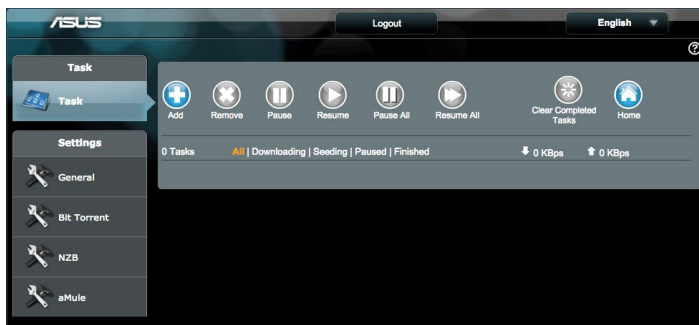 ASUS
Logout
English
?
Task
Task
Settings
General
Bit Torrent
NZB
aMule
Add
Remove
Pause
Resume
Pause All
Resume All
Clear Completed
Tasks
Home
0 Tasks All | Downloading | Seeding | Paused | Finished 0 KBps 0 KBps